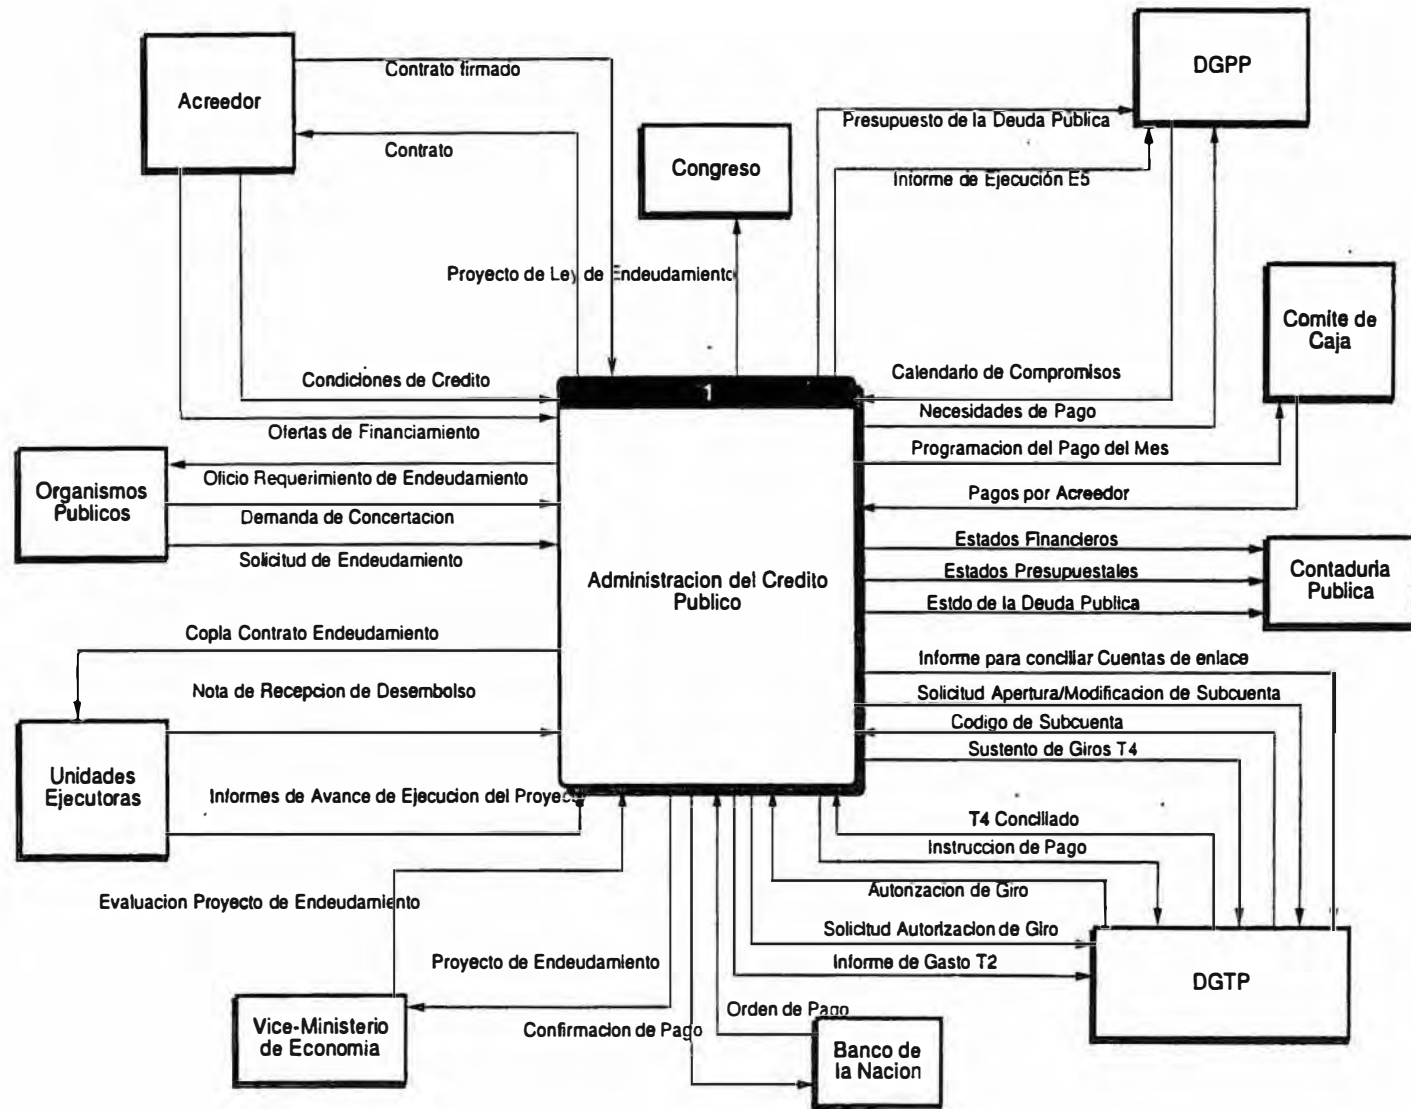 DGPP
Contrato firmado
Acreedor
Presupuesto de la Deuda Pública
Contrato
Congreso
Informe de Ejecución E5
Proyecto de Ley de Endeudamiento
Comite de
Caja
Condiciones de Credito
1
Calendario de Compromisos
Necesidades de Pago
Ofertas de Financiamiento
Programacion del Pago del Mes
Oficio Requerimiento de Endeudamiento
Organismos
Publicos
Pagos por Acreedor
Demanda de Concertacion
Estados Financieros
Solicitud de Endeudamiento
Estados Presupuestales
Contaduria
Publica
Administracion del Credito
Publico
Estdo de la Deuda Publica
Copia Contrato Endeudamiento
Informe para conciliar Cuentas de enlace
Nota de Recepcion de Desembolso
Solicitud Apertura/Modificacion de Subcuenta
Codigo de Subcuenta
Sustento de Giros T4
Unidades
Ejecutoras
Informes de Avance de Ejecucion del Proyecto
T4 Conciliado
Instruccion de Pago
Autorizacion de Giro
Evaluacion Proyecto de Endeudamiento
Solicitud Autorizacion de Giro
Proyecto de Endeudamiento
Informe de Gasto T2
DGTP
Orden de Pago
Vice-Ministerio
de Economia
Confirmacion de Pago
Banco de
la Nacion